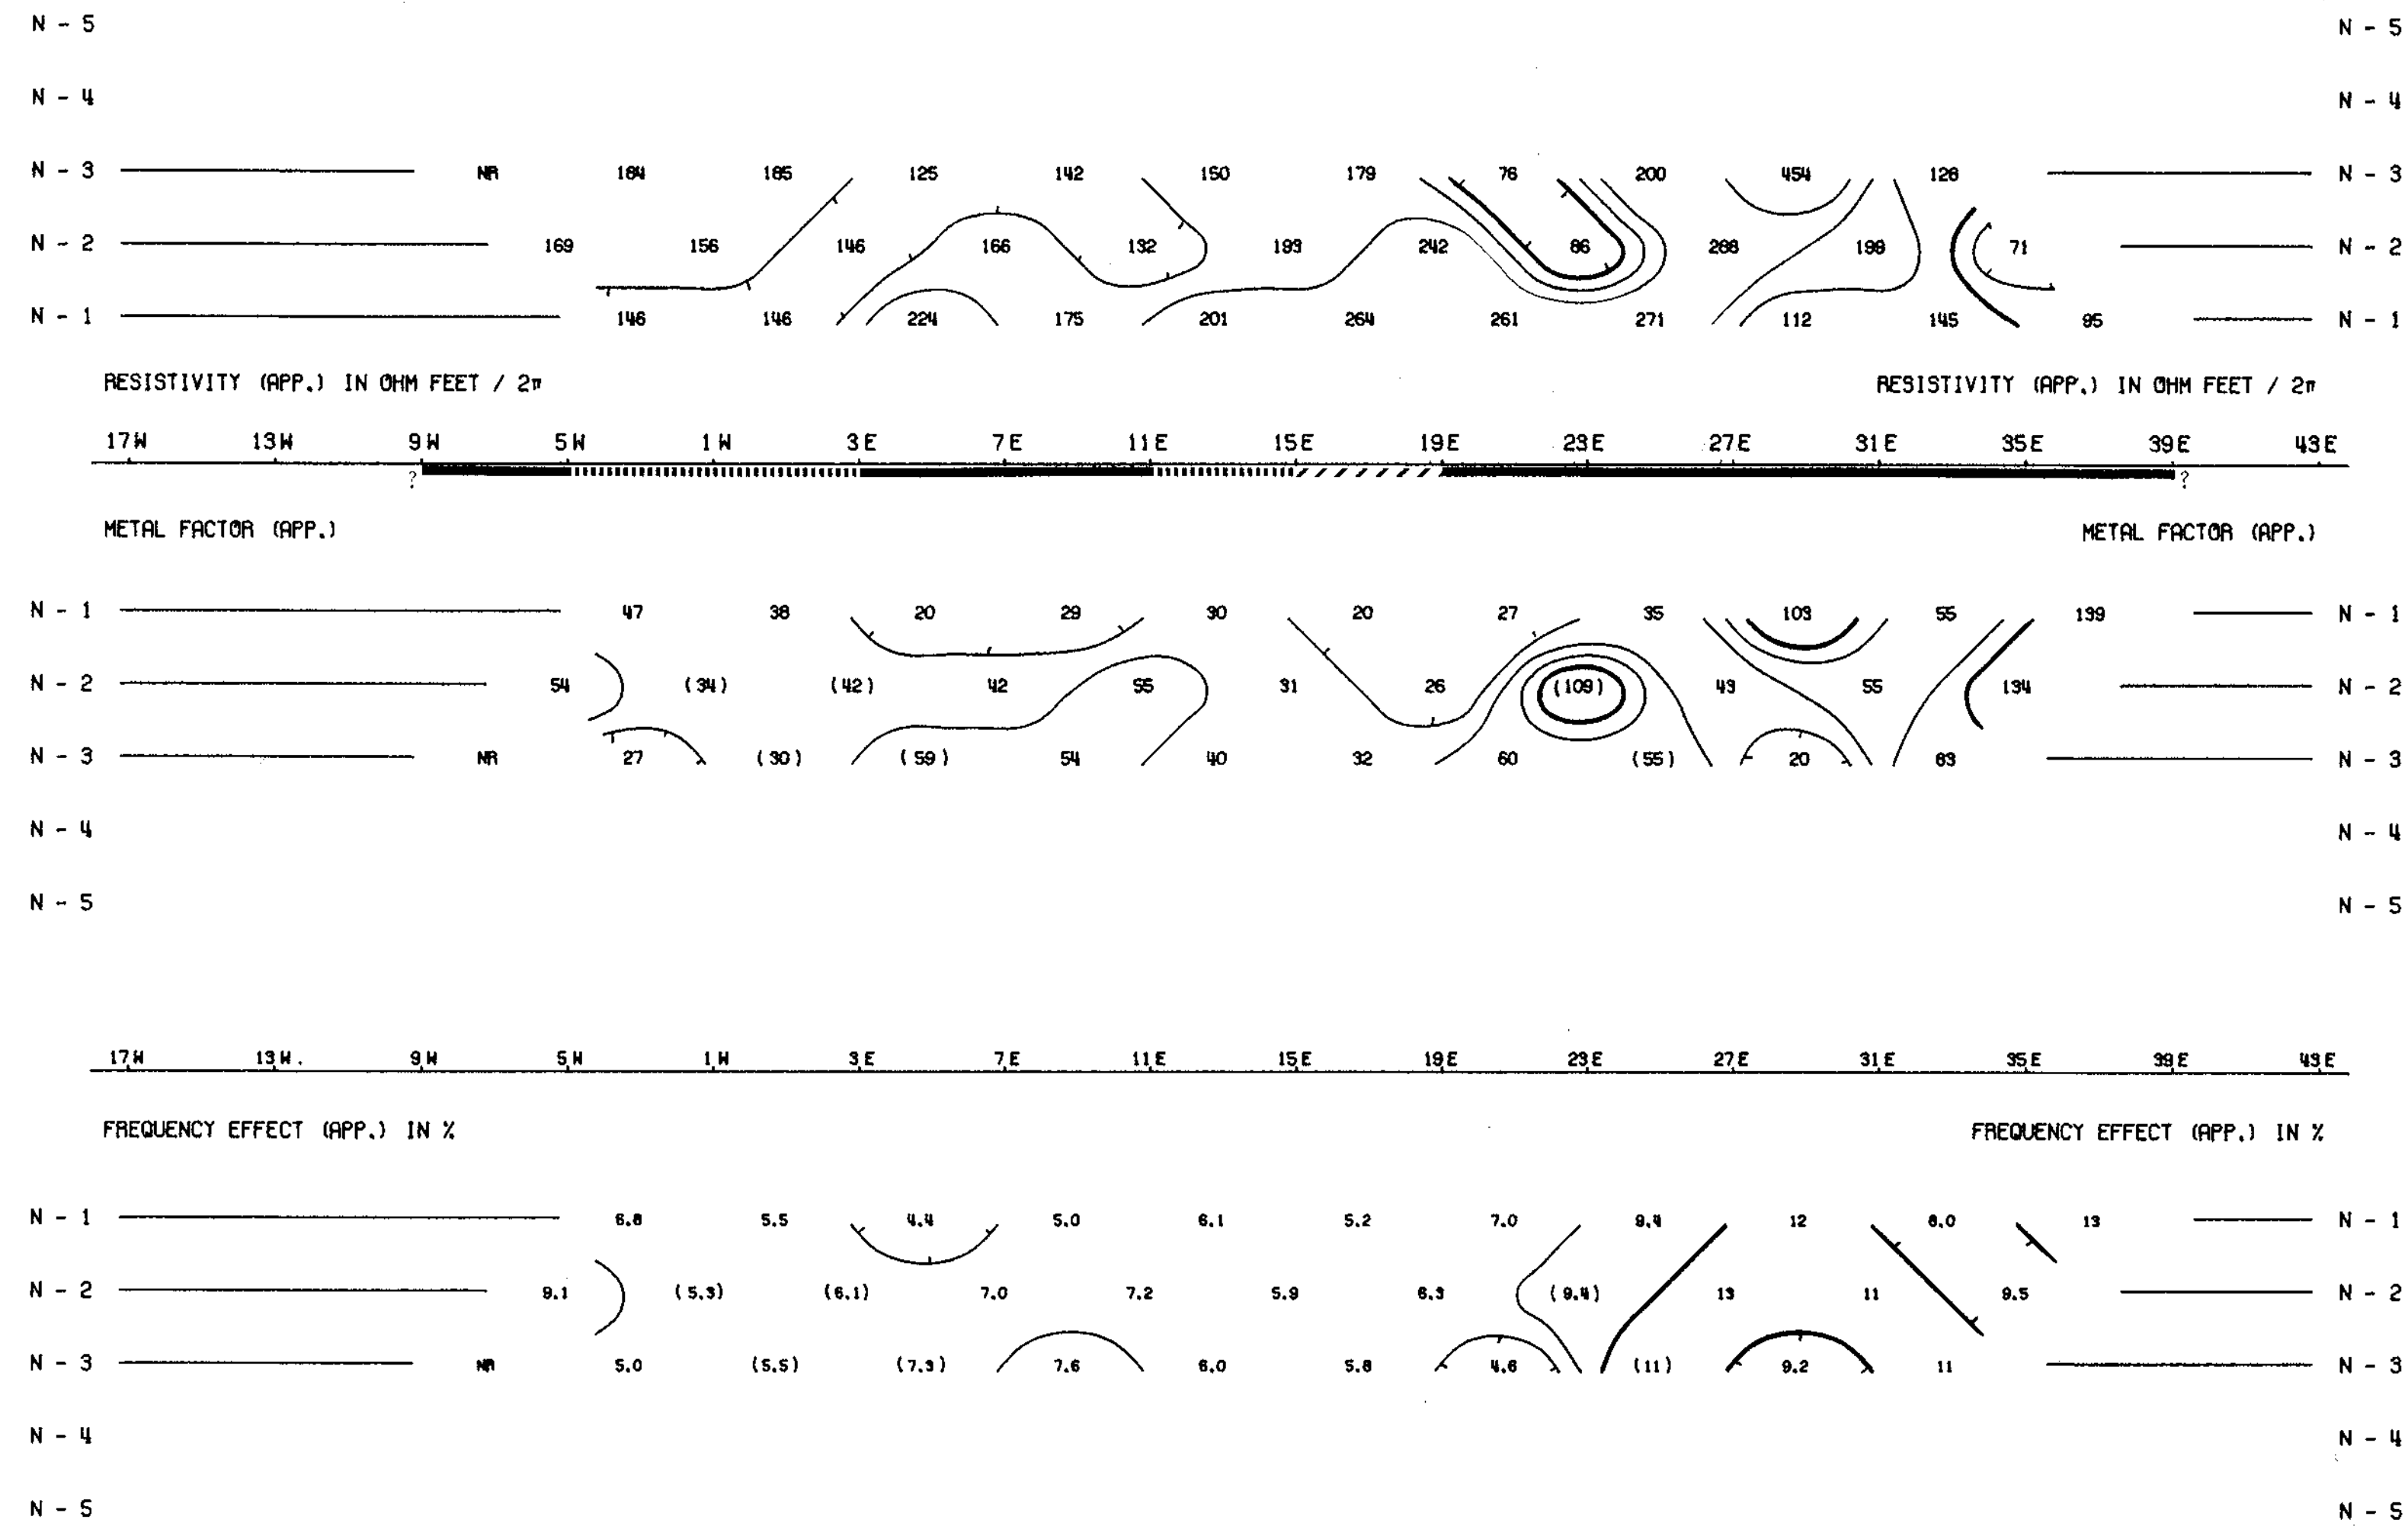 N - 5 N - 5
N - 4 N - 4
N - 3 NR 184 185 125 142 150 179 76 200 454 126 N - 3
N - 2 169 156 146 166 132 193 242 86 288 198 71 N - 2
N - 1 146 146 224 175 201 264 261 271 112 145 95 N - 1
RESISTIVITY (APP.) IN OHM FEET / 2π RESISTIVITY (APP.) IN OHM FEET / 2π
17W 13W 9W 5W 1W 3E 7E 11E 15E 19E 23E 27E 31E 35E 39E 43E
? ?
METAL FACTOR (APP.) METAL FACTOR (APP.)
N - 1 47 38 20 29 30 20 27 35 103 55 139 N - 1
N - 2 54 (34) (42) 42 55 31 26 (109) 43 55 134 N - 2
N - 3 NR 27 (30) (59) 54 40 32 60 (55) 20 83 N - 3
N - 4 N - 4
N - 5 N - 5
17W 13W 9W 5W 1W 3E 7E 11E 15E 19E 23E 27E 31E 35E 39E 43E
FREQUENCY EFFECT (APP.) IN % FREQUENCY EFFECT (APP.) IN %
N - 1 6.8 5.5 4.4 5.0 6.1 5.2 7.0 9.4 12 8.0 13 N - 1
N - 2 9.1 (5.3) (6.1) 7.0 7.2 5.9 6.3 (9.4) 13 11 9.5 N - 2
N - 3 NR 5.0 (5.5) (7.3) 7.6 6.0 5.8 4.6 (11) 9.2 11 N - 3
N - 4 N - 4
N - 5 N - 5